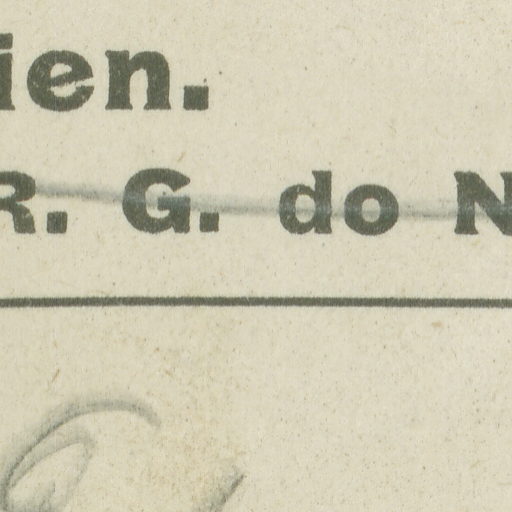 ien.
R. G. do N